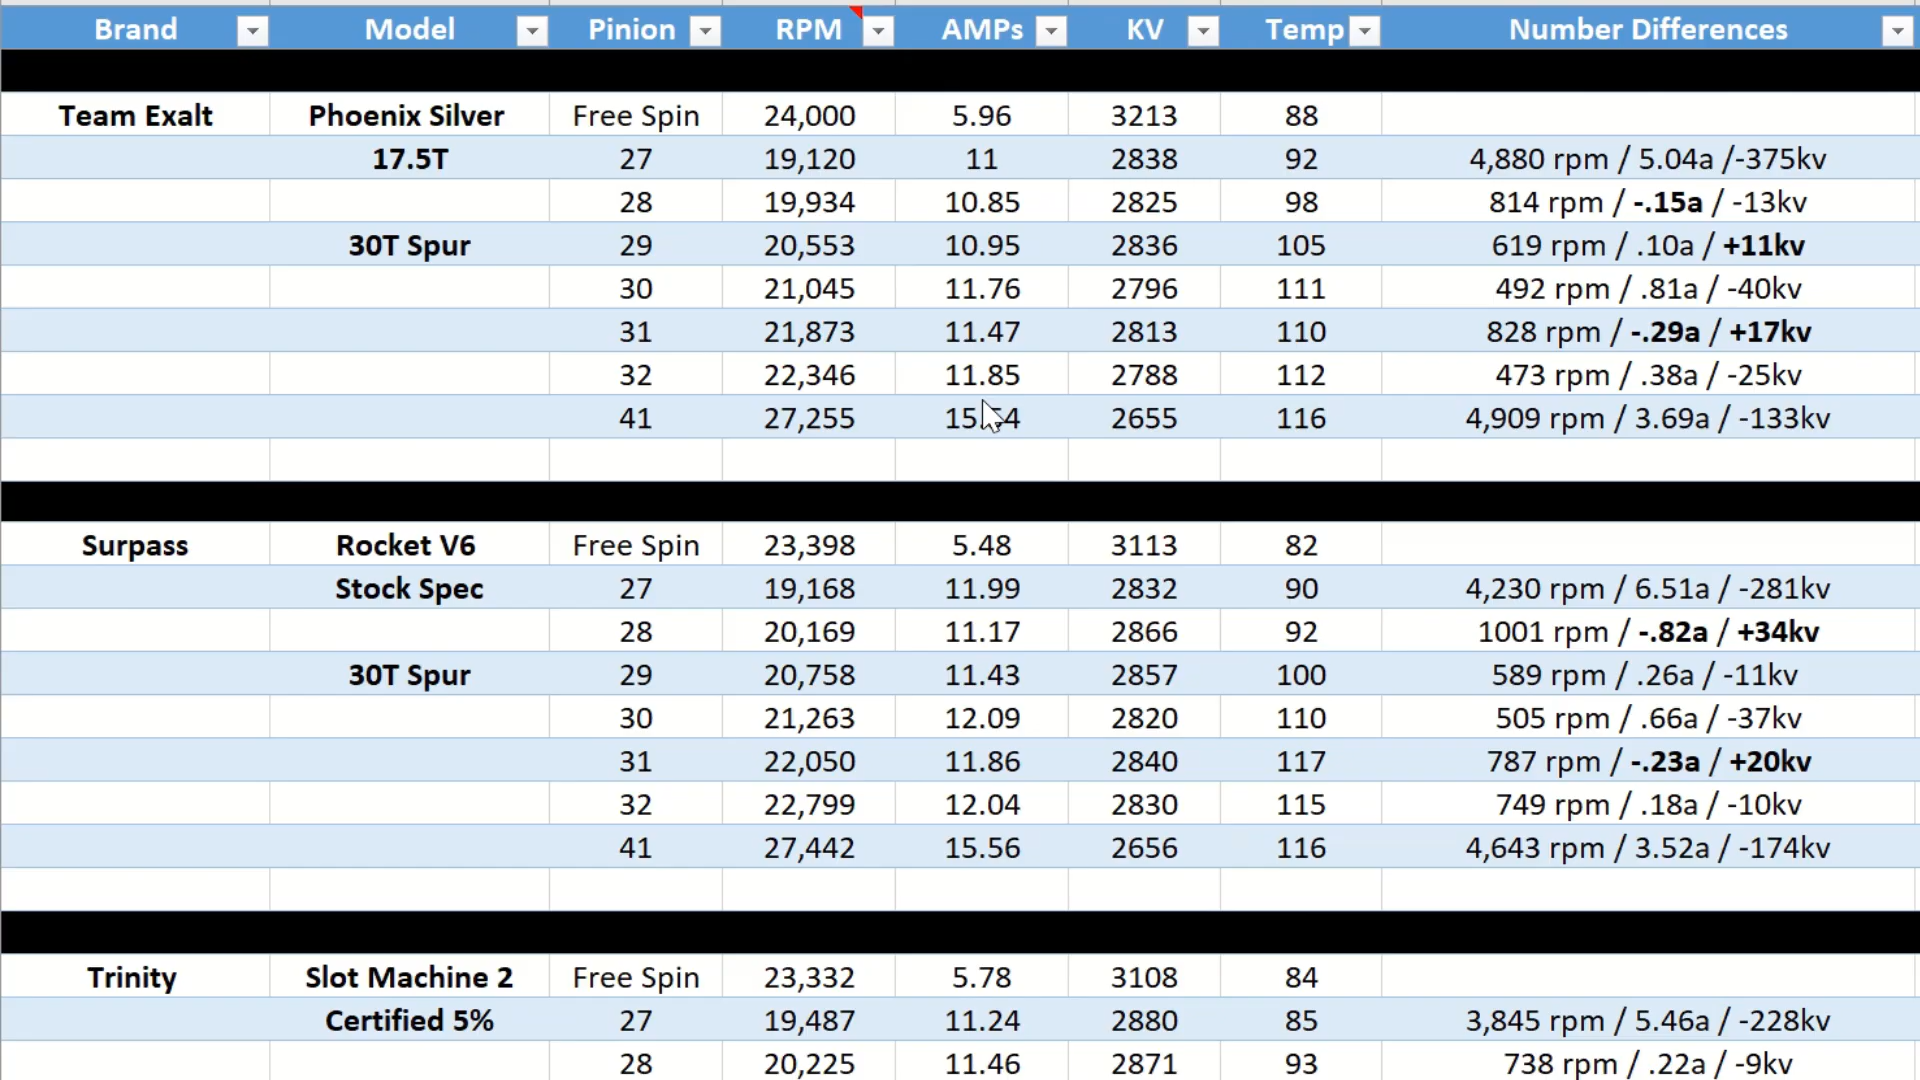 Brand Model Pinion RPM AMPs KV Temp Number Differences
Team Exalt Phoenix Silver Free Spin 24,000 5.96 3213 88
17.5T 27 19,120 11 2838 92 4,880 rpm / 5.04a /-375kv
28 19,934 10.85 2825 98 814 rpm / -.15a / -13kv
30T Spur 29 20,553 10.95 2836 105 619 rpm / .10a / +11kv
30 21,045 11.76 2796 111 492 rpm / .81a / -40kv
31 21,873 11.47 2813 110 828 rpm / -.29a / +17kv
32 22,346 11.85 2788 112 473 rpm / .38a / -25kv
41 27,255 2655 116 4,909 rpm / 3.69a / -133kv
Surpass Rocket V6 Free Spin 23,398 5.48 3113 82
Stock Spec 27 19,168 11.99 2832 90 4,230 rpm / 6.51a / -281kv
28 20,169 11.17 2866 92 1001 rpm / -.82a / +34kv
30T Spur 29 20,758 11.43 2857 100 589 rpm / .26a / -11kv
30 21,263 12.09 2820 110 505 rpm / .66a / -37kv
31 22,050 11.86 2840 117 787 rpm / -.23a / +20kv
32 22,799 12.04 2830 115 749 rpm / .18a / -10kv
41 27,442 15.56 2656 116 4,643 rpm / 3.52a / -174kv
Trinity Slot Machine 2 Free Spin 23,332 5.78 3108 84
Certified 5% 27 19,487 11.24 2880 85 3,845 rpm / 5.46a / -228kv
28 20,225 11.46 2871 93 738 rpm / .22a / -9kv